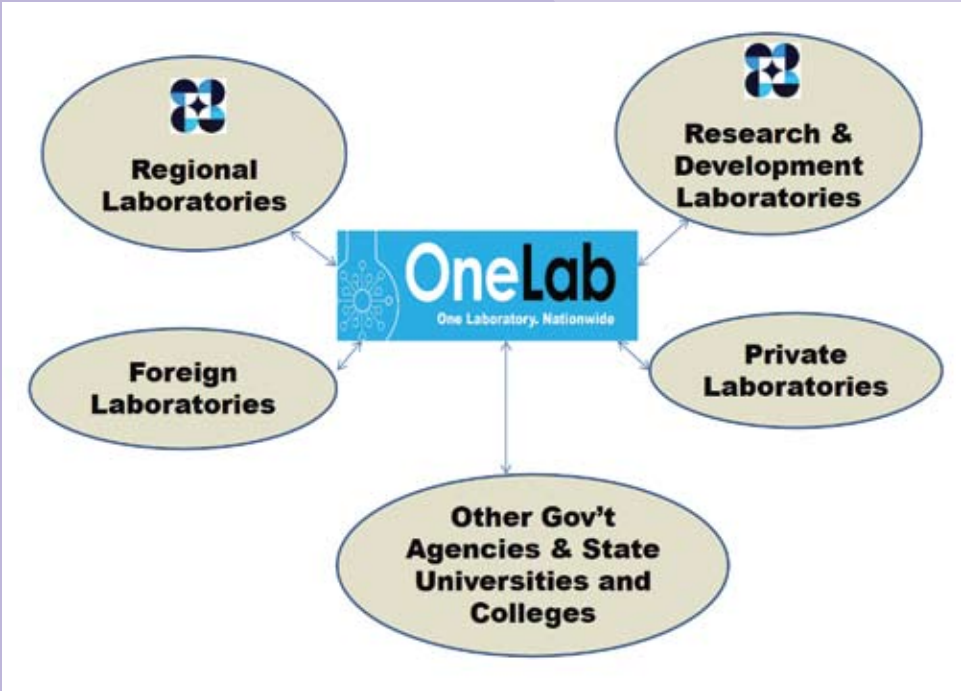 Regional
Laboratories
Research &
Development
Laboratories
OneLab
One Laboratory. Nationwide
Foreign
Laboratories
Private
Laboratories
Other Gov’t
Agencies & State
Universities and
Colleges